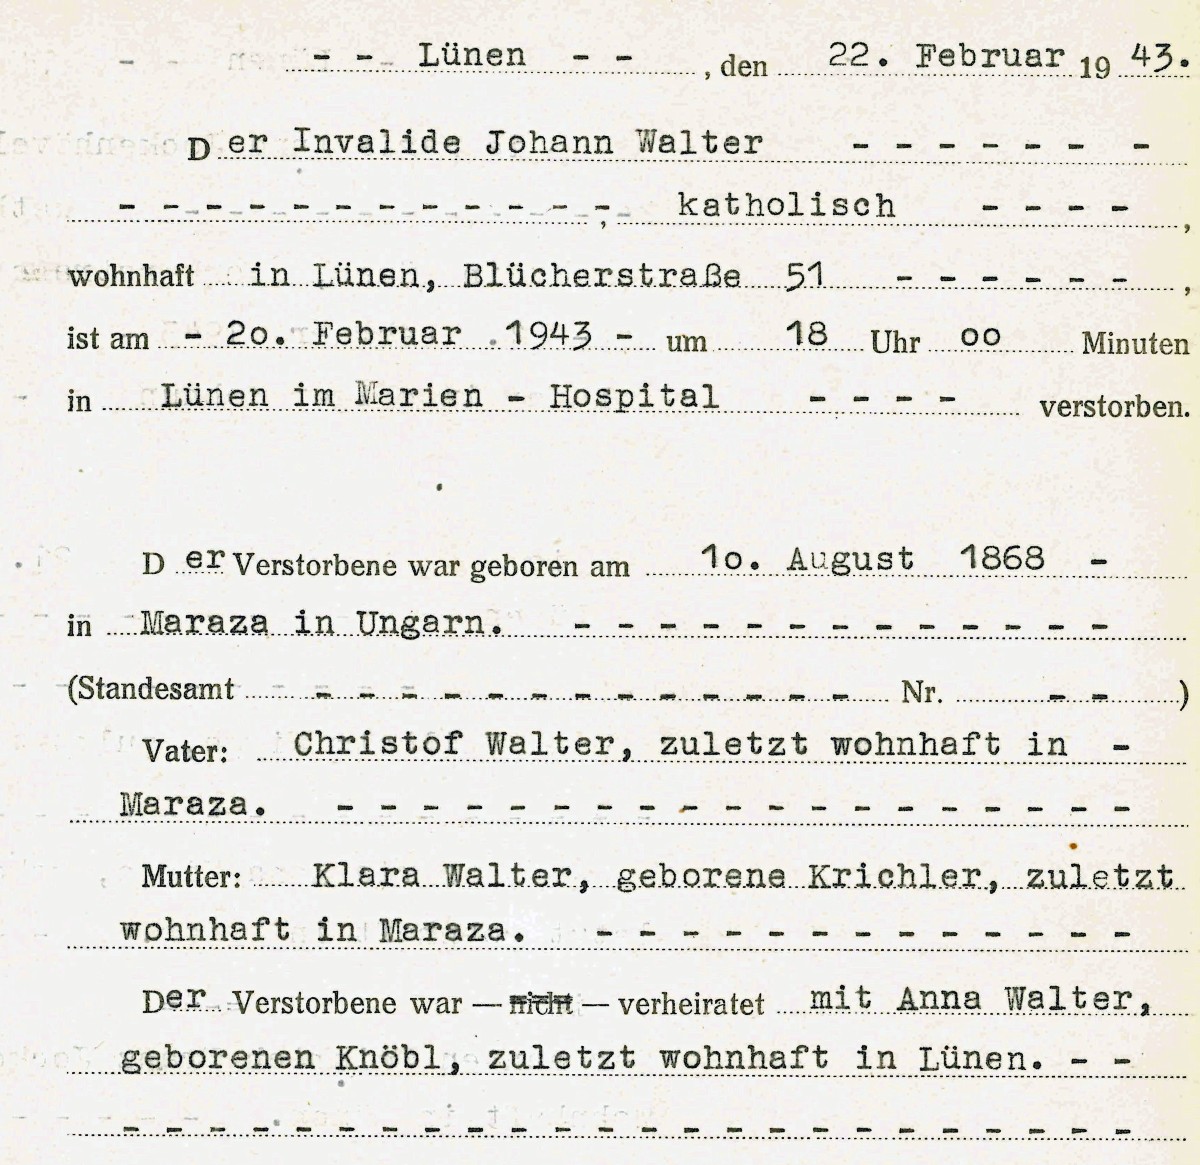 - - Lünen - - , den 22. Februar 1943.
Der Invalide Johann Walter - - - - - -
- - - - - - - - - - - -, katholisch - - - - ,
wohnhaft in Lünen, Blücherstraße 51 - - - - - - ,
ist am - 2o. Februar 1943 - um 18 Uhr oo Minuten
in Lünen im Marien - Hospital - - - - verstorben.
Der Verstorbene war geboren am 1o. August 1868 -
in Maraza in Ungarn. - - - - - - - - - - - - -
(Standesamt - - - - - - - - - - - - - Nr. - - )
Vater: Christof Walter, zuletzt wohnhaft in -
Maraza. - - - - - - - - - - - - - - - - - - -
Mutter: Klara Walter, geborene Krichler, zuletzt
wohnhaft in Maraza. - - - - - - - - - - - - -
Der Verstorbene war — nicht — verheiratet mit Anna Walter,
geborenen Knöbl, zuletzt wohnhaft in Lünen. - -
- - - - - - - - - - - - - - - - - - - - - - - -